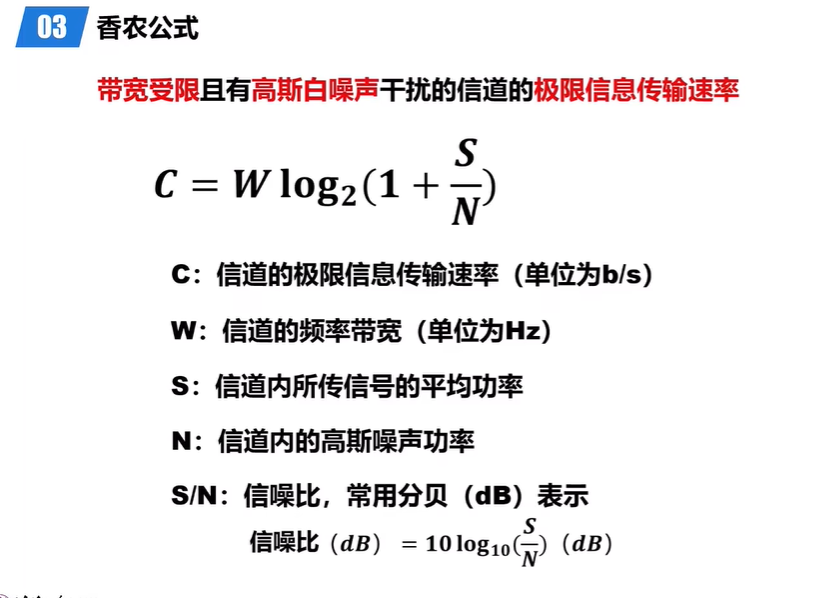 03 香农公式
带宽受限且有高斯白噪声干扰的信道的极限信息传输速率
C = W log₂(1 + S/N)
C：信道的极限信息传输速率（单位为b/s）
W：信道的频率带宽（单位为Hz）
S：信道内所传信号的平均功率
N：信道内的高斯噪声功率
S/N：信噪比，常用分贝（dB）表示
信噪比（dB） = 10 log₁₀(S/N)（dB）